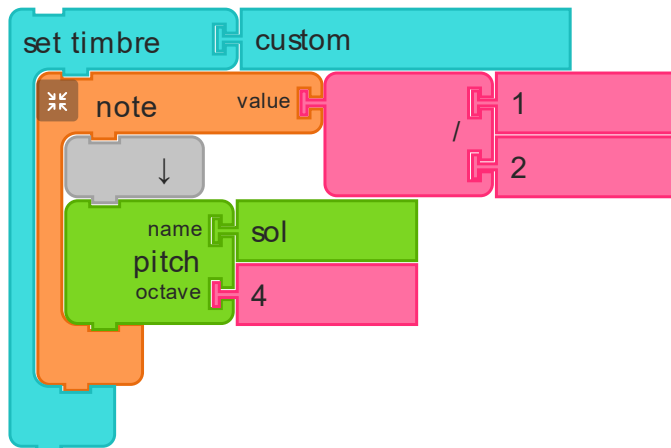 set timbre custom
note value 1
/
2
↓
name sol
pitch
octave 4